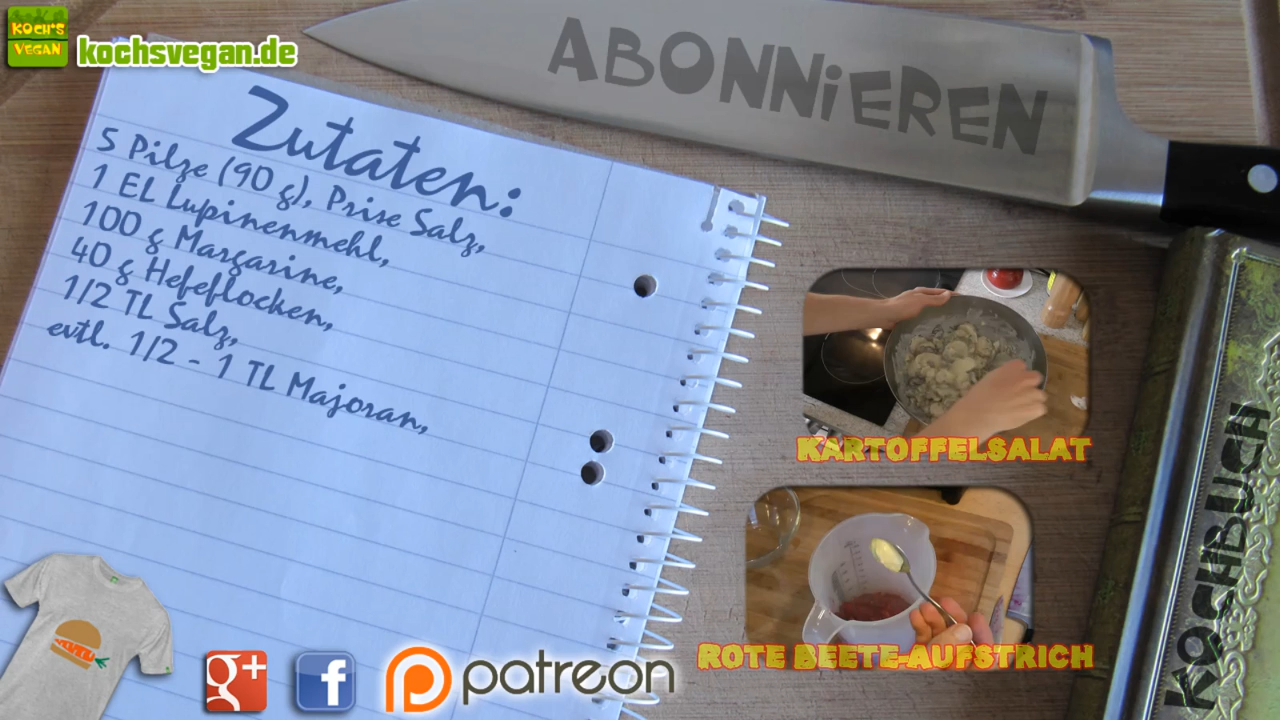 KOCH'S
VEGAN
kochsvegan.de
ABONNiEREN
Zutaten:
5 Pilze (90 g), Prise Salz,
1 EL Lupinenmehl,
100 g Margarine,
40 g Hefeflocken,
1/2 TL Salz,
evtl. 1/2 - 1 TL Majoran,
KARTOFFELSALAT
ROTE BEETE-AUFSTRICH
KOCHBUCH
g+
f
patreon